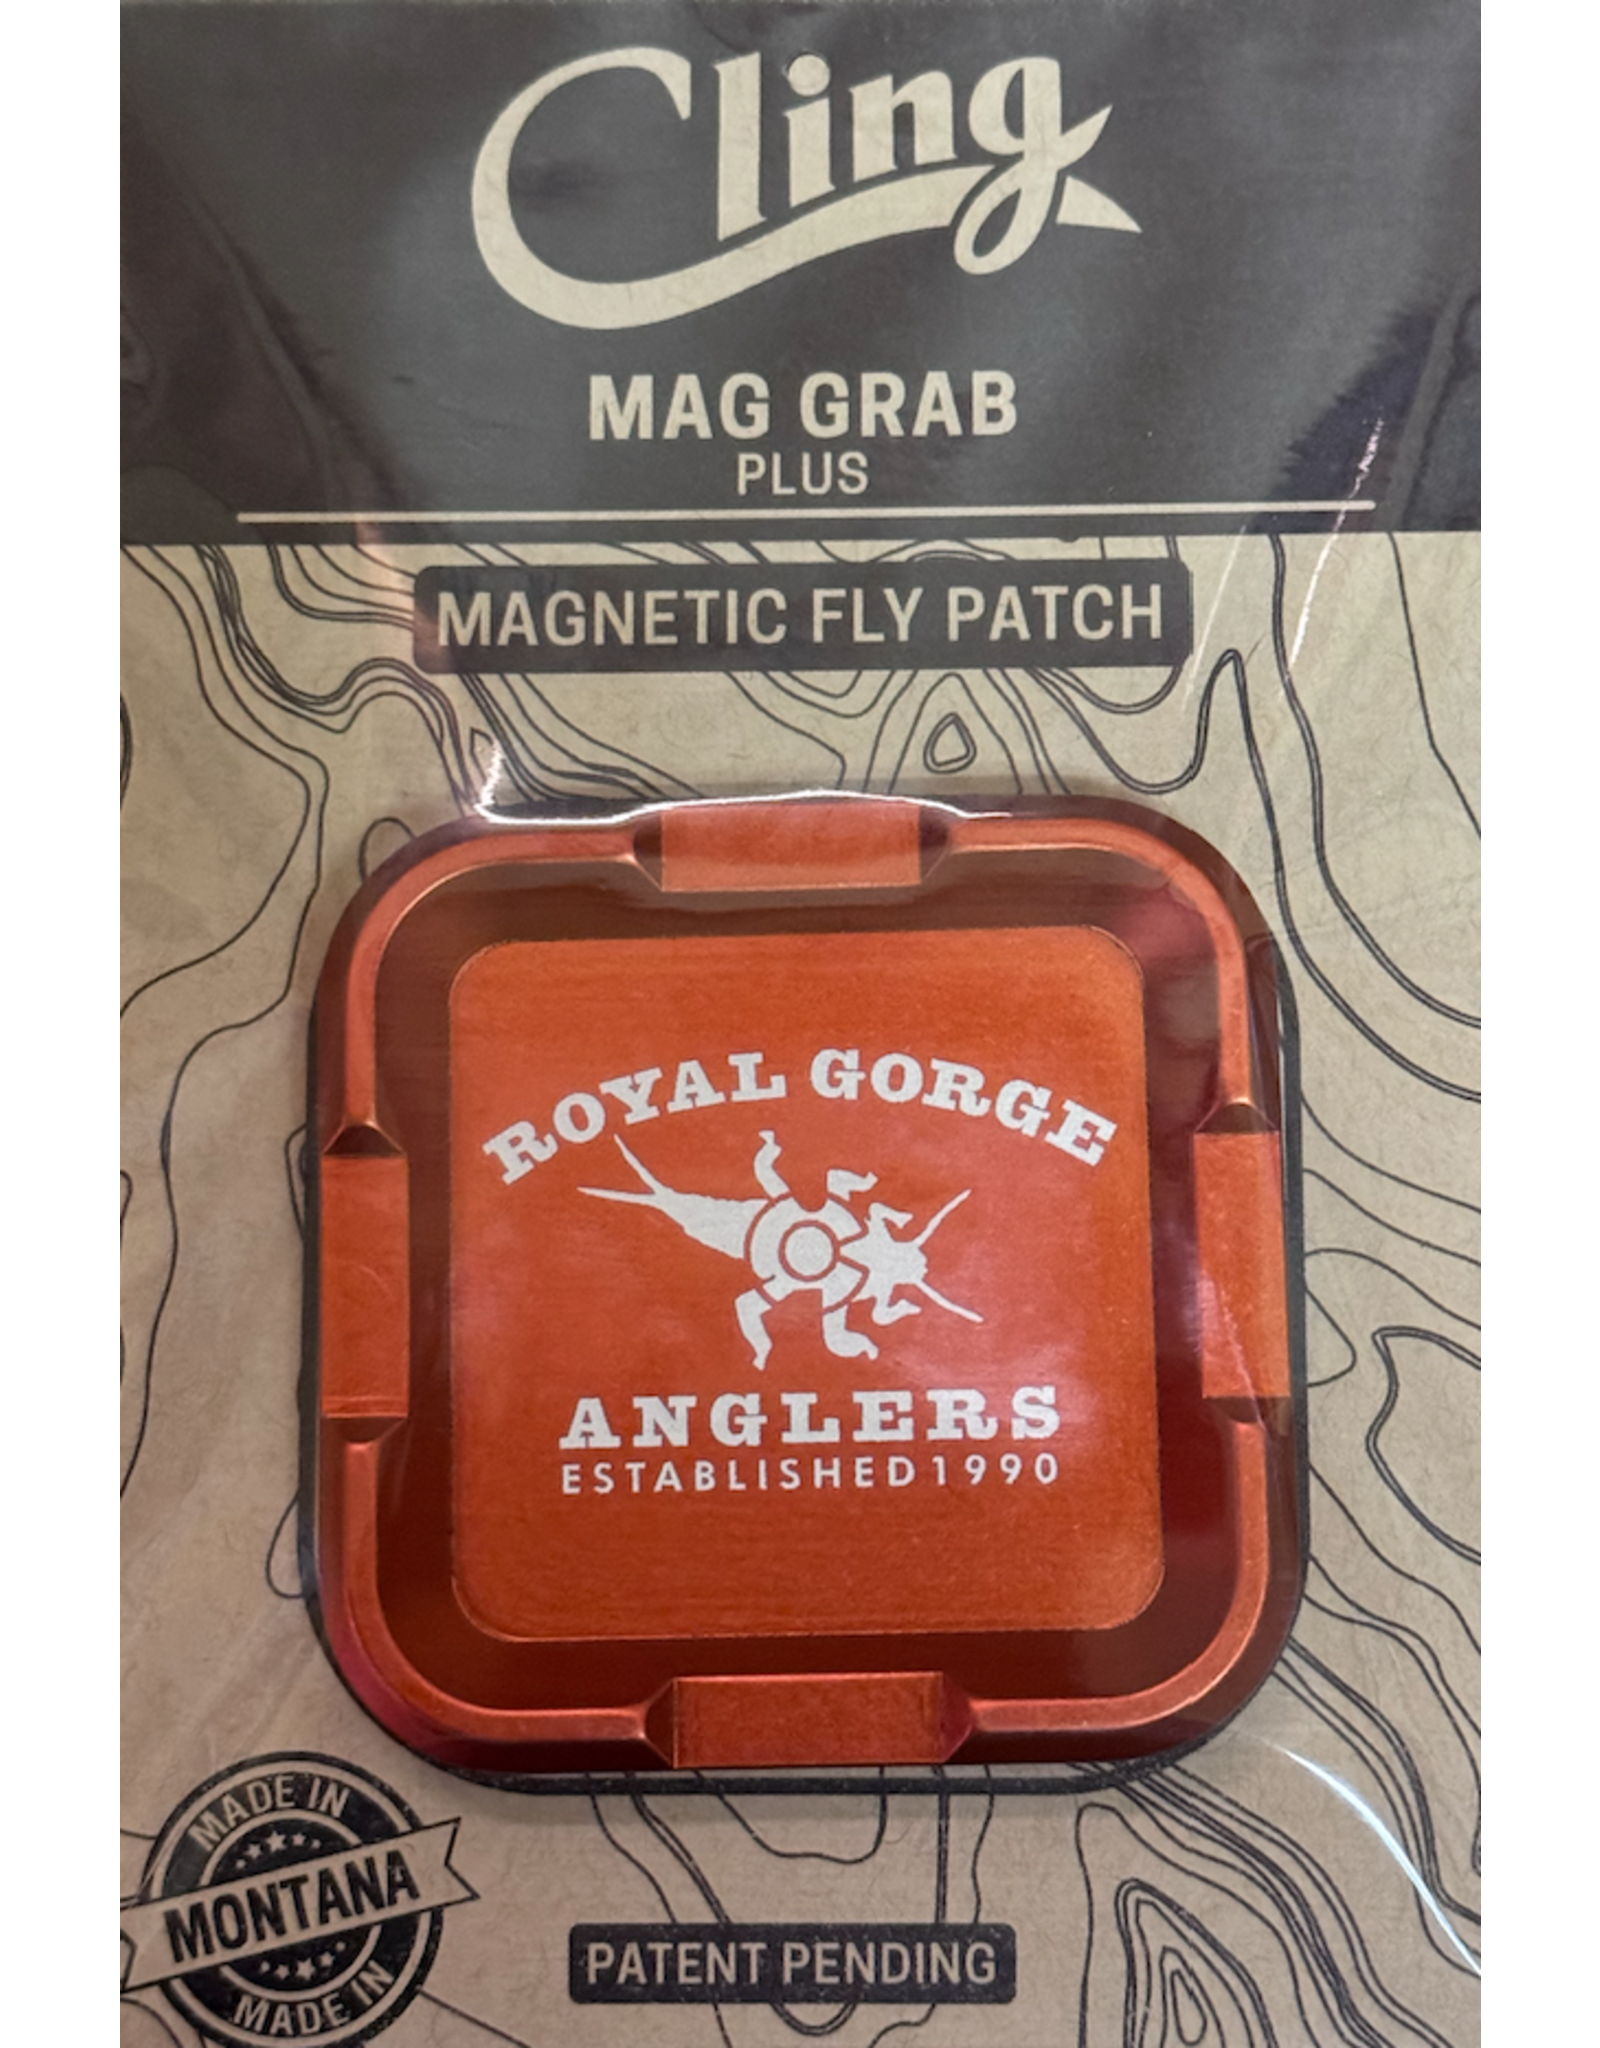 Cling
MAG GRAB
PLUS
MAGNETIC FLY PATCH
ROYAL GORGE
ANGLERS
ESTABLISHED 1990
MADE IN
MONTANA
MADE IN
PATENT PENDING